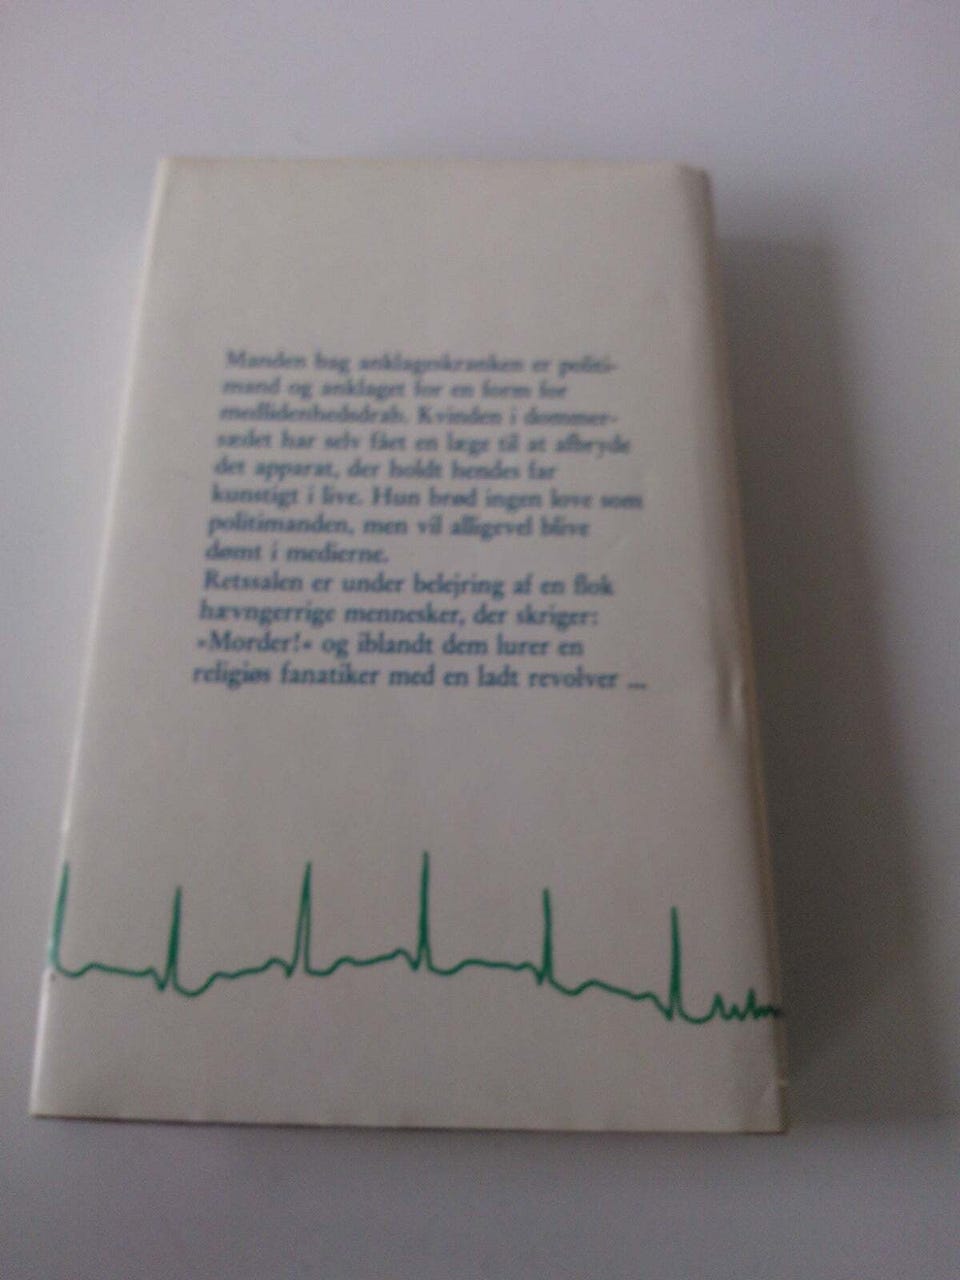 Manden bag anklageskranken er politi-
mand og anklaget for en form for
medlidenhedsdrab. Kvinden i dommer-
sædet har selv fået en læge til at afbryde
det apparat, der holdt hendes far
kunstigt i live. Hun brød ingen love som
politimanden, men vil alligevel blive
dømt i medierne.
Retssalen er under belejring af en flok
hævngerrige mennesker, der skriger:
»Morder!« og iblandt dem lurer en
religiøs fanatiker med en ladt revolver ...